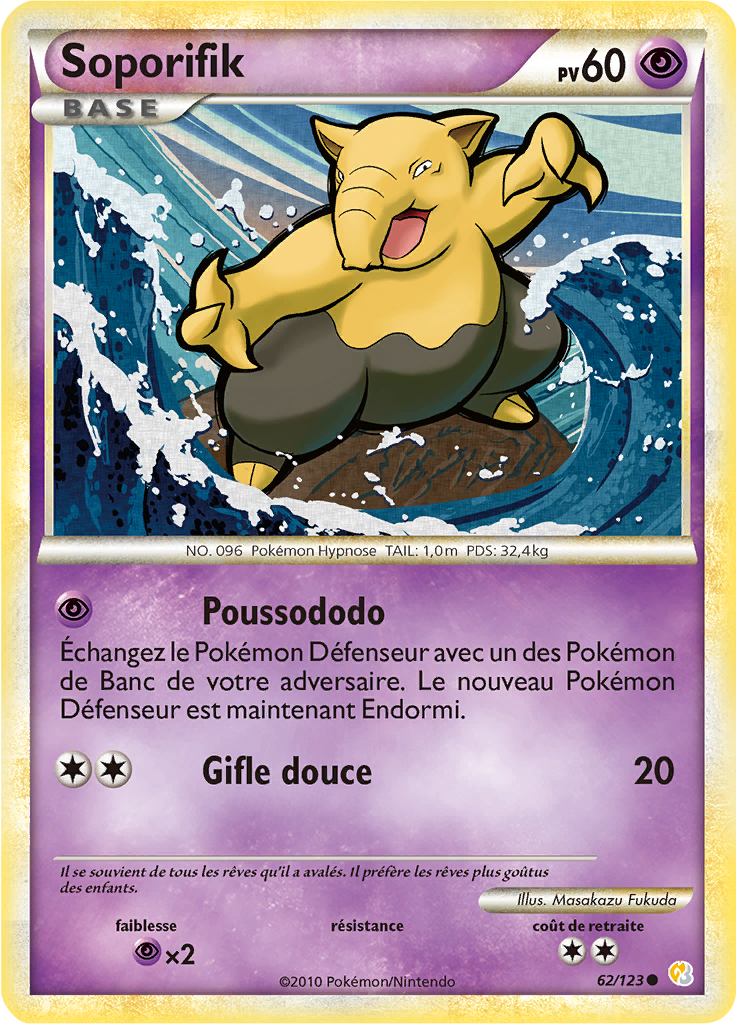 Soporifik
PV 60
BASE
NO. 096 Pokémon Hypnose TAIL: 1,0m PDS: 32,4kg
Poussododo
Échangez le Pokémon Défenseur avec un des Pokémon
de Banc de votre adversaire. Le nouveau Pokémon
Défenseur est maintenant Endormi.
Gifle douce 20
Il se souvient de tous les rêves qu'il a avalés. Il préfère les rêves plus goûtus
des enfants.
Illus. Masakazu Fukuda
faiblesse résistance coût de retraite
×2
©2010 Pokémon/Nintendo 62/123